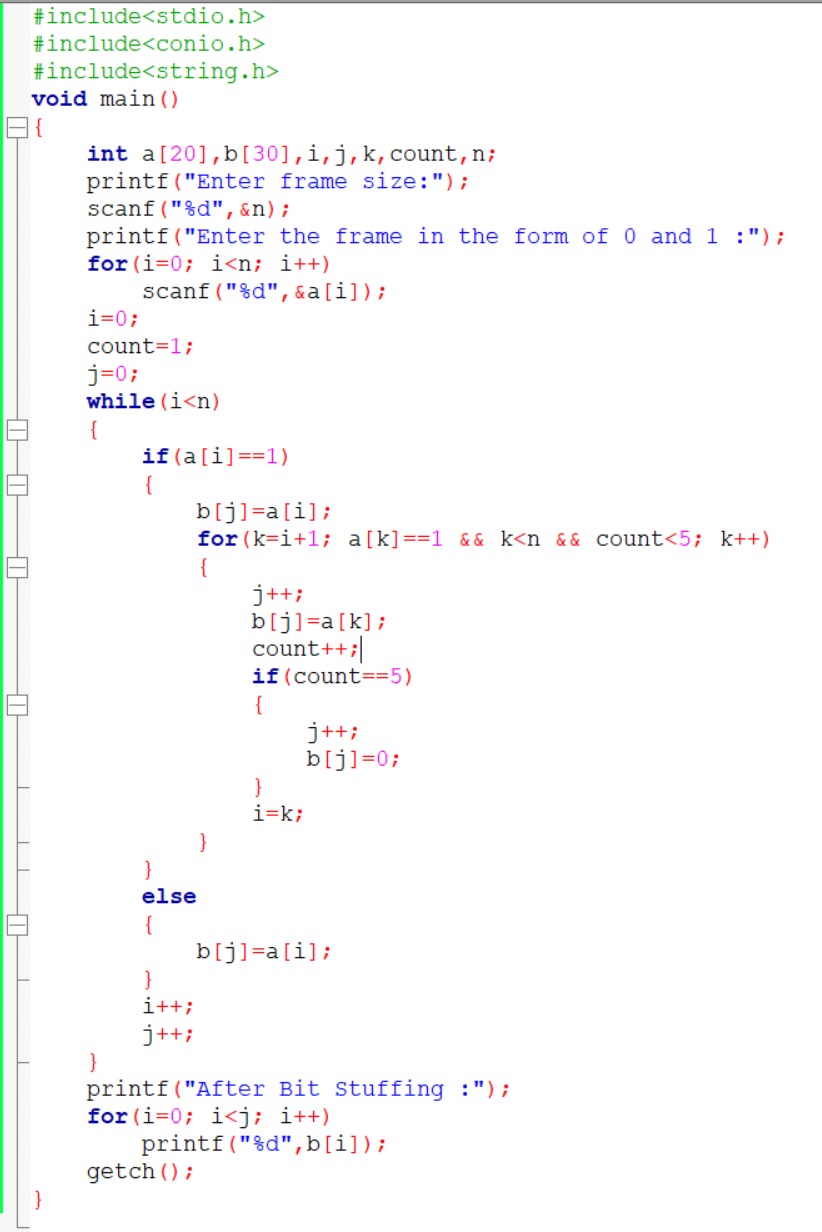 #include<stdio.h>
#include<conio.h>
#include<string.h>
void main()
{
    int a[20],b[30],i,j,k,count,n;
    printf("Enter frame size:");
    scanf("%d",&n);
    printf("Enter the frame in the form of 0 and 1 :");
    for(i=0; i<n; i++)
        scanf("%d",&a[i]);
    i=0;
    count=1;
    j=0;
    while(i<n)
    {
        if(a[i]==1)
        {
            b[j]=a[i];
            for(k=i+1; a[k]==1 && k<n && count<5; k++)
            {
                j++;
                b[j]=a[k];
                count++;
                if(count==5)
                {
                    j++;
                    b[j]=0;
                }
                i=k;
            }
        }
        else
        {
            b[j]=a[i];
        }
        i++;
        j++;
    }
    printf("After Bit Stuffing :");
    for(i=0; i<j; i++)
        printf("%d",b[i]);
    getch();
}